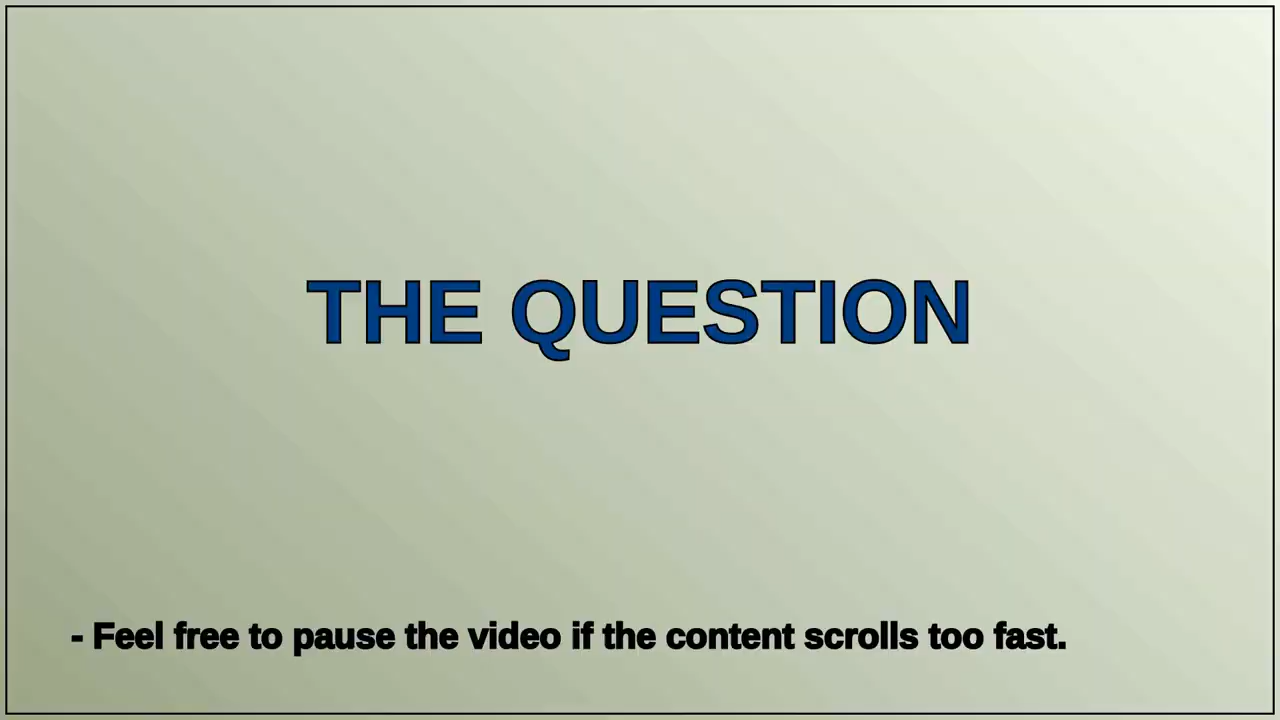 THE QUESTION
- Feel free to pause the video if the content scrolls too fast.